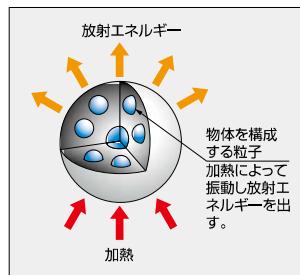 放射エネルギー
物体を構成
する粒子
加熱によって
振動し放射エ
ネルギーを出
す。
加熱